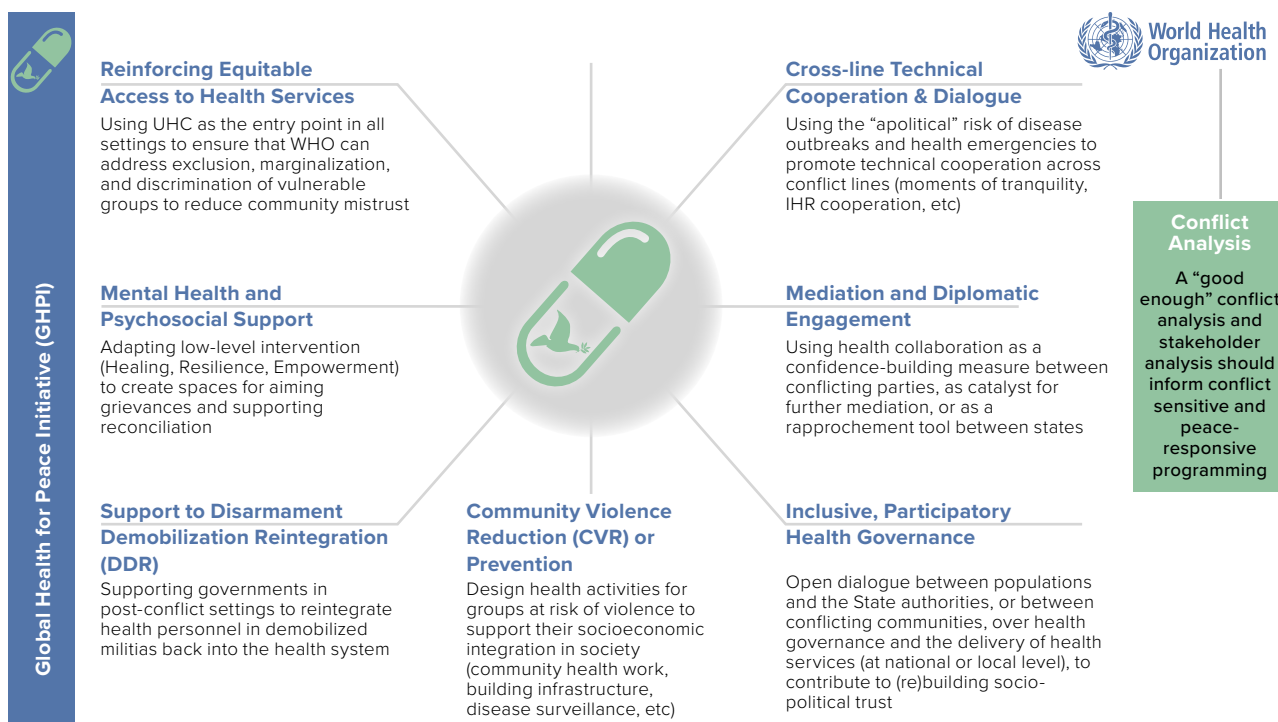 Global Health for Peace Initiative (GHPI)
World Health
Organization
Reinforcing Equitable
Access to Health Services
Using UHC as the entry point in all
settings to ensure that WHO can
address exclusion, marginalization,
and discrimination of vulnerable
groups to reduce community mistrust
Cross-line Technical
Cooperation & Dialogue
Using the “apolitical” risk of disease
outbreaks and health emergencies to
promote technical cooperation across
conflict lines (moments of tranquility,
IHR cooperation, etc)
Mental Health and
Psychosocial Support
Adapting low-level intervention
(Healing, Resilience, Empowerment)
to create spaces for aiming
grievances and supporting
reconciliation
Mediation and Diplomatic
Engagement
Using health collaboration as a
confidence-building measure between
conflicting parties, as catalyst for
further mediation, or as a
rapprochement tool between states
Support to Disarmament
Demobilization Reintegration
(DDR)
Supporting governments in
post-conflict settings to reintegrate
health personnel in demobilized
militias back into the health system
Community Violence
Reduction (CVR) or
Prevention
Design health activities for
groups at risk of violence to
support their socioeconomic
integration in society
(community health work,
building infrastructure,
disease surveillance, etc)
Inclusive, Participatory
Health Governance
Open dialogue between populations
and the State authorities, or between
conflicting communities, over health
governance and the delivery of health
services (at national or local level), to
contribute to (re)building socio-
political trust
Conflict
Analysis
A “good
enough” conflict
analysis and
stakeholder
analysis should
inform conflict
sensitive and
peace-
responsive
programming